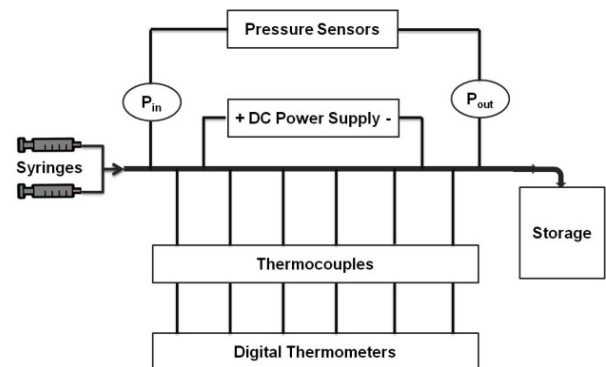 Pressure Sensors
P_in
P_out
+ DC Power Supply -
Syringes
Thermocouples
Storage
Digital Thermometers